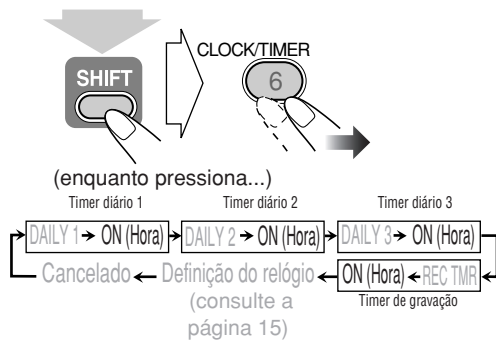 CLOCK/TIMER
SHIFT
6
(enquanto pressiona...)
Timer diário 1 Timer diário 2 Timer diário 3
DAILY 1 → ON (Hora) → DAILY 2 → ON (Hora) → DAILY 3 → ON (Hora)
Cancelado ← Definição do relógio ← ON (Hora) ← REC TMR
(consulte a Timer de gravação
página 15)